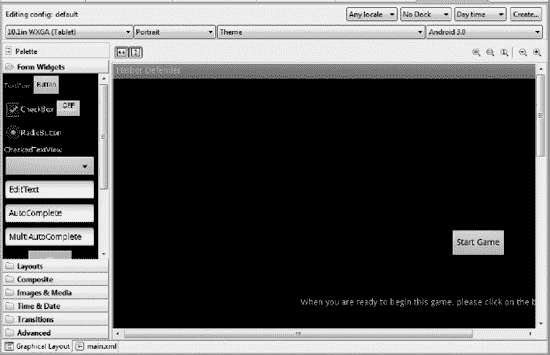 Editing config: default
Any locale
No Dock
Day time
Create...
10.1in WXGA (Tablet)
Portrait
Theme
Android 3.0
Palette
Form Widgets
TextView
Button
CheckBox
OFF
RadioButton
CheckedTextView
EditText
AutoComplete
MultiAutoComplete
Layouts
Composite
Images & Media
Time & Date
Transitions
Advanced
Harbor Defender
Start Game
When you are ready to begin this game, please click on the b
Graphical Layout
main.xml